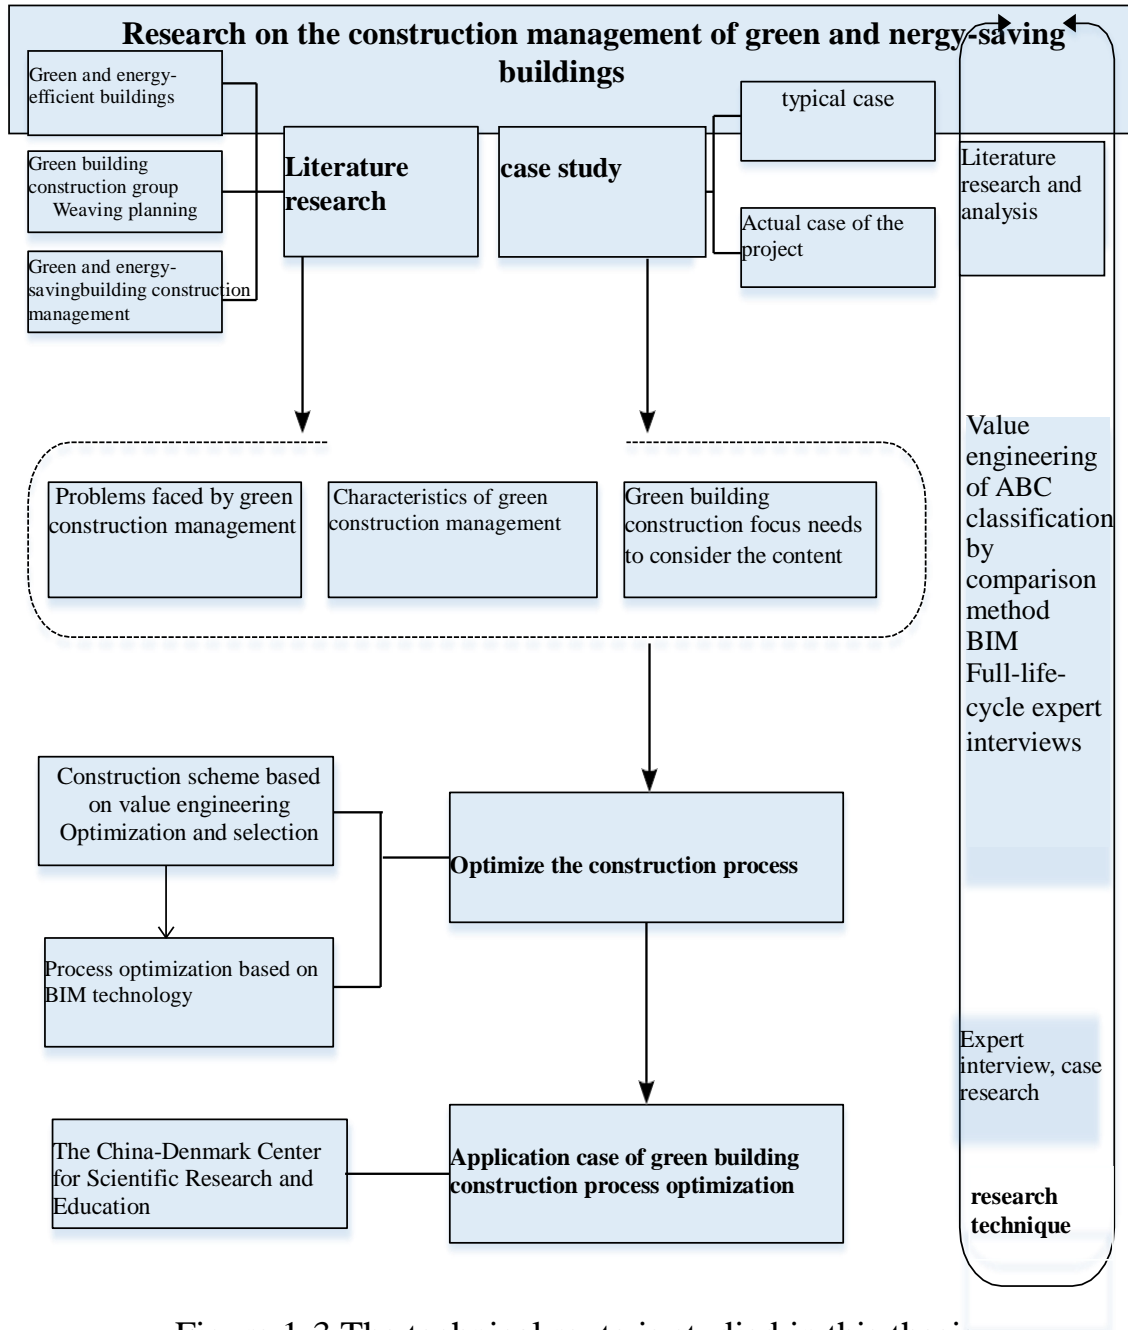 Research on the construction management of green and nergy-saving
buildings
Green and energy-
efficient buildings
Green building
construction group
Weaving planning
Green and energy-
savingbuilding construction
management
Literature
research
case study
typical case
Actual case of the
project
Literature
research and
analysis
Problems faced by green
construction management
Characteristics of green
construction management
Green building
construction focus needs
to consider the content
Value
engineering
of ABC
classification
by
comparison
method
BIM
Full-life-
cycle expert
interviews
Construction scheme based
on value engineering
Optimization and selection
Optimize the construction process
Process optimization based on
BIM technology
Expert
interview, case
research
The China-Denmark Center
for Scientific Research and
Education
Application case of green building
construction process optimization
research
technique
Figure 1-3 The technical